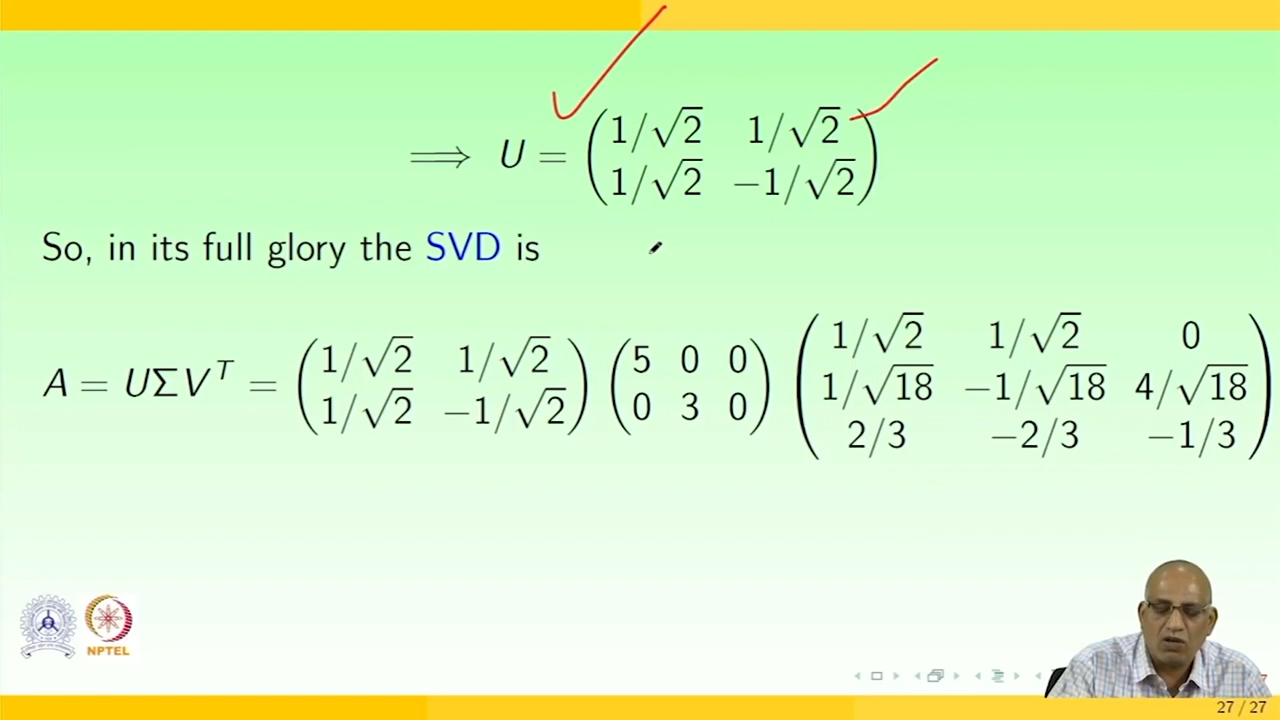 ⟹ U = (1/√2 1/√2
1/√2 −1/√2)
So, in its full glory the SVD is
A = UΣVᵀ = (1/√2 1/√2; 1/√2 −1/√2) (5 0 0; 0 3 0) (1/√2 1/√2 0; 1/√18 −1/√18 4/√18; 2/3 −2/3 −1/3)
NPTEL
27 / 27